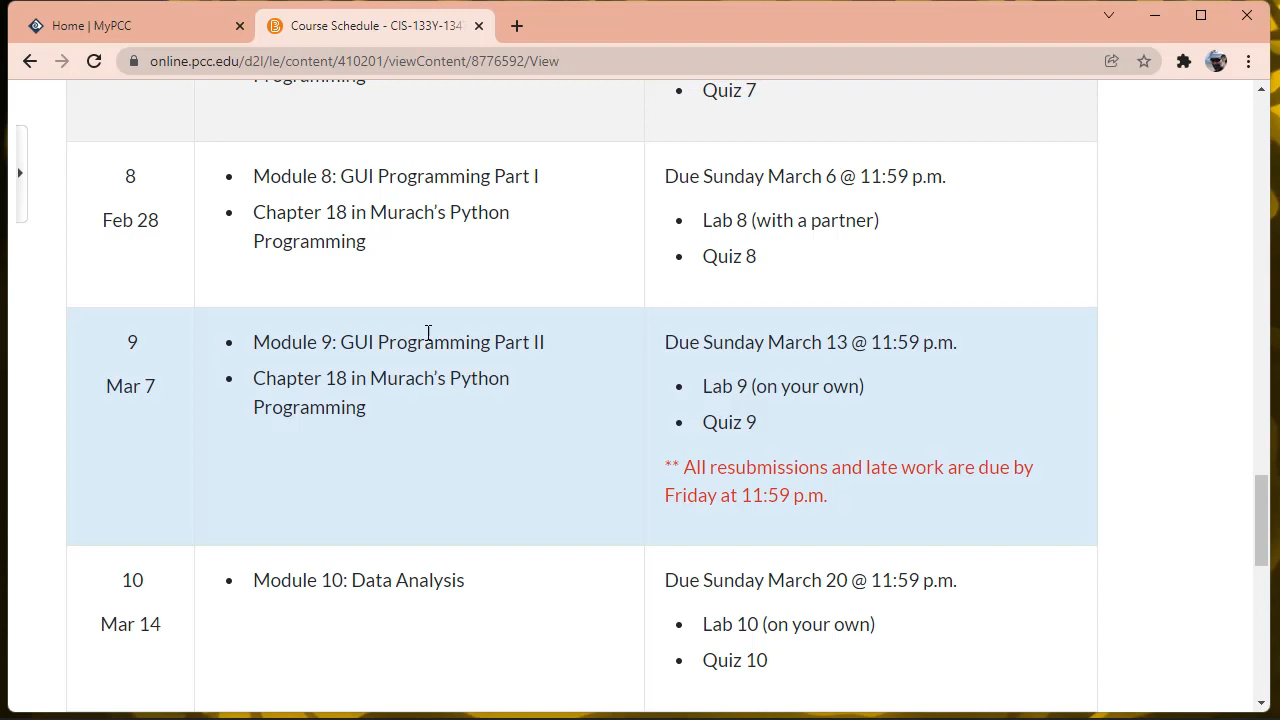 Home | MyPCC
Course Schedule - CIS-133Y-134
online.pcc.edu/d2l/le/content/410201/viewContent/8776592/View
Programming
• Quiz 7
8
Feb 28
• Module 8: GUI Programming Part I
• Chapter 18 in Murach’s Python
Programming
Due Sunday March 6 @ 11:59 p.m.
• Lab 8 (with a partner)
• Quiz 8
9
Mar 7
• Module 9: GUI Programming Part II
• Chapter 18 in Murach’s Python
Programming
Due Sunday March 13 @ 11:59 p.m.
• Lab 9 (on your own)
• Quiz 9
** All resubmissions and late work are due by
Friday at 11:59 p.m.
10
Mar 14
• Module 10: Data Analysis
Due Sunday March 20 @ 11:59 p.m.
• Lab 10 (on your own)
• Quiz 10